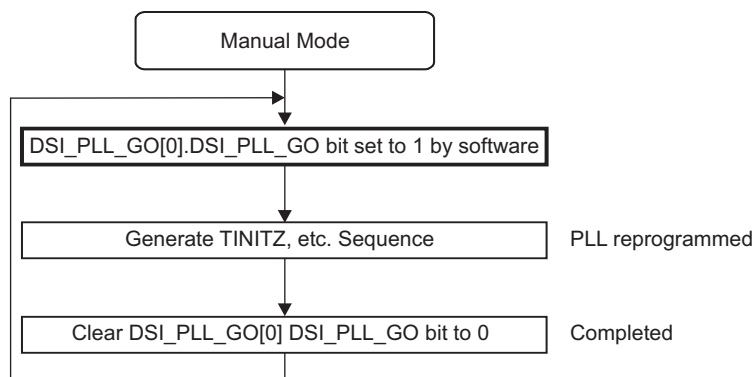 Manual Mode
DSI_PLL_GO[0].DSI_PLL_GO bit set to 1 by software
Generate TINITZ, etc. Sequence
PLL reprogrammed
Clear DSI_PLL_GO[0] DSI_PLL_GO bit to 0
Completed